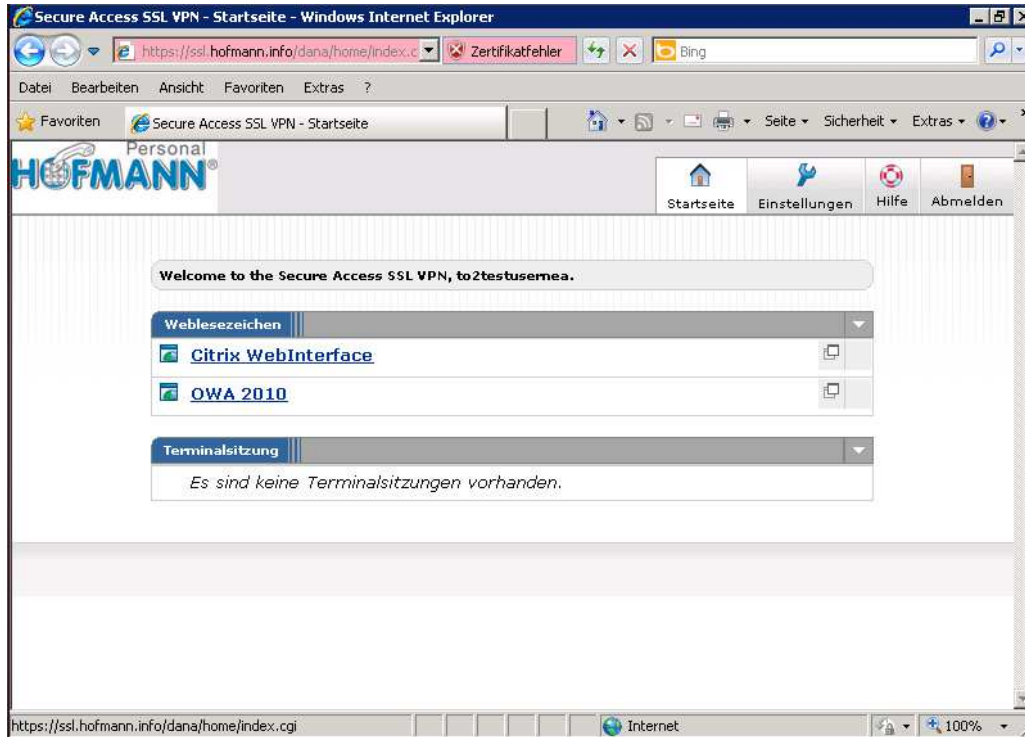 Secure Access SSL VPN - Startseite - Windows Internet Explorer
https://ssl.hofmann.info/dana/home/index.c
Zertifikatfehler
Bing
Datei Bearbeiten Ansicht Favoriten Extras ?
Favoriten
Secure Access SSL VPN - Startseite
Seite
Sicherheit
Extras
Personal
HOFMANN®
Startseite
Einstellungen
Hilfe
Abmelden
Welcome to the Secure Access SSL VPN, to2testusernea.
Weblesezeichen
Citrix WebInterface
OWA 2010
Terminalsitzung
Es sind keine Terminalsitzungen vorhanden.
https://ssl.hofmann.info/dana/home/index.cgi
Internet
100%